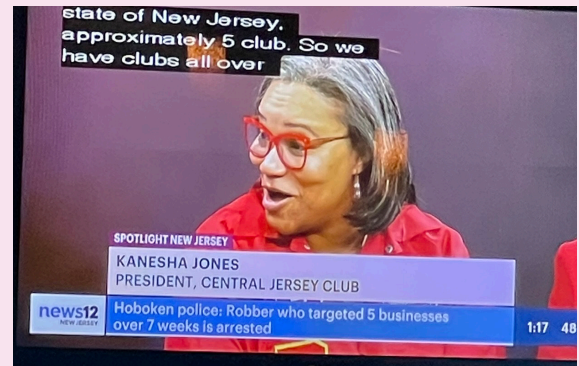 state of New Jersey,
approximately 5 club. So we
have clubs all over
SPOTLIGHT NEW JERSEY
KANESHA JONES
PRESIDENT, CENTRAL JERSEY CLUB
news12
NEW JERSEY
Hoboken police: Robber who targeted 5 businesses
over 7 weeks is arrested
1:17 48